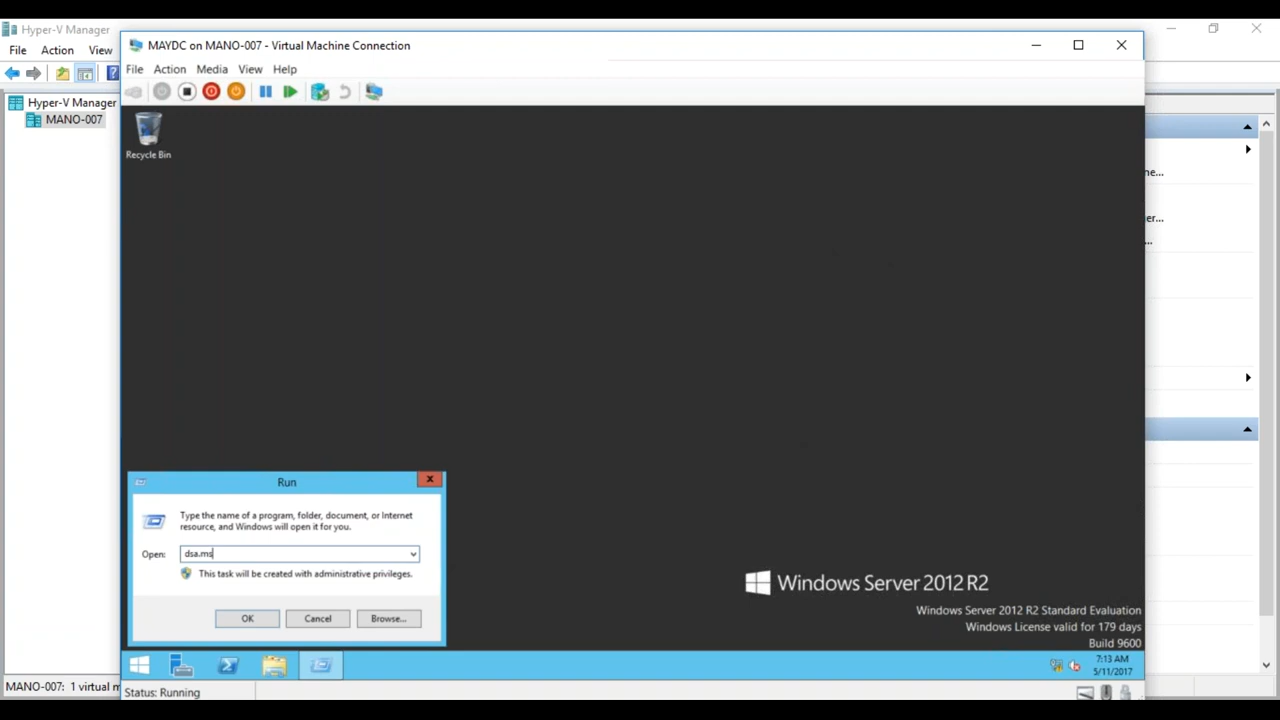 Hyper-V Manager
File Action View
Hyper-V Manager
MANO-007
MAYDC on MANO-007 - Virtual Machine Connection
File Action Media View Help
Recycle Bin
Run
Type the name of a program, folder, document, or Internet
resource, and Windows will open it for you.
Open: dsa.ms
This task will be created with administrative privileges.
OK Cancel Browse...
Windows Server 2012 R2
Windows Server 2012 R2 Standard Evaluation
Windows License valid for 179 days
Build 9600
7:13 AM
5/11/2017
Status: Running
MANO-007: 1 virtual m
ne...
er...
...